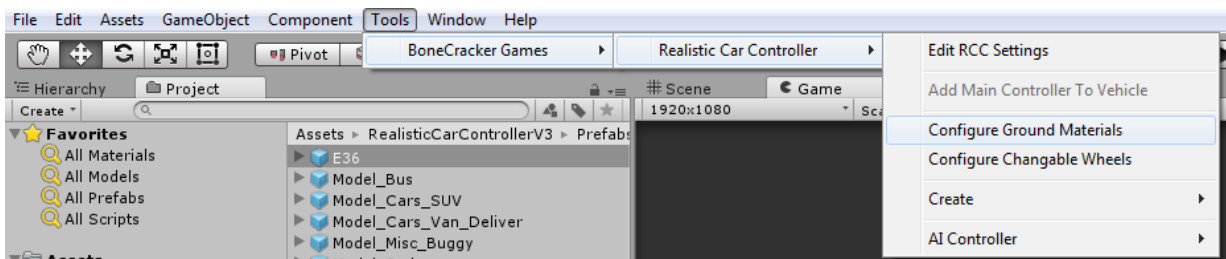 File Edit Assets GameObject Component Tools Window Help
Pivot
BoneCracker Games
Realistic Car Controller
Edit RCC Settings
Add Main Controller To Vehicle
Configure Ground Materials
Configure Changable Wheels
Create
AI Controller
Hierarchy Project
Scene Game
Create
1920x1080
Favorites
All Materials
All Models
All Prefabs
All Scripts
Assets RealisticCarControllerV3 Prefabs
E36
Model_Bus
Model_Cars_SUV
Model_Cars_Van_Deliver
Model_Misc_Buggy